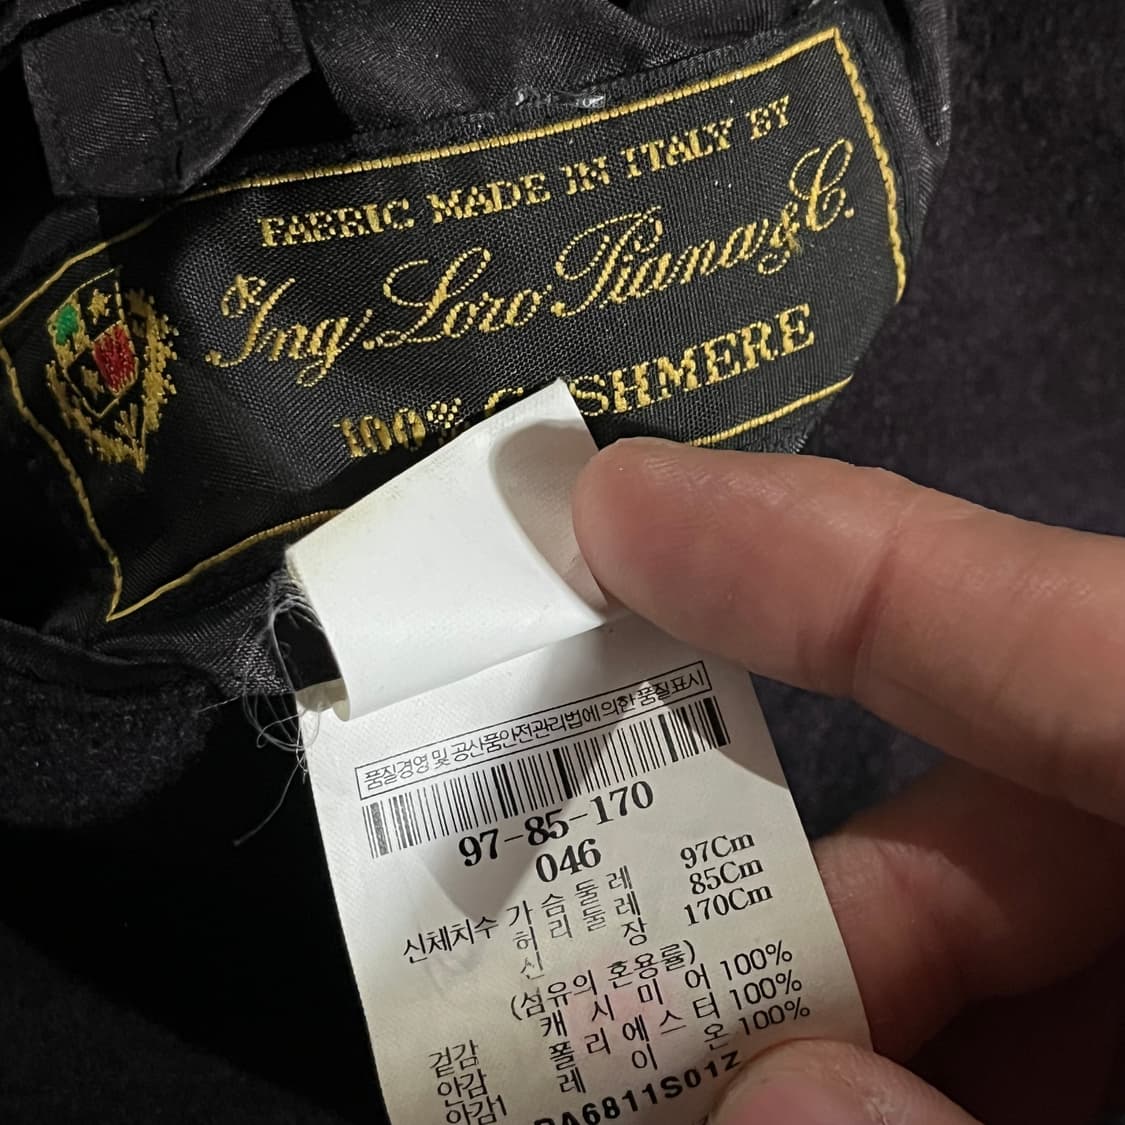 FABRIC MADE IN ITALY BY
Ing. Loro Piana & C.
100% C SHMERE
품질경영 및 공산품안전관리법에 의한 품질표시
97-85-170
046
신체치수 가슴둘레 97Cm
허리둘레 85Cm
신장 170Cm
(섬유의 혼용률)
겉감 캐시미어 100%
안감 폴리에스터 100%
안감1 레이온 100%